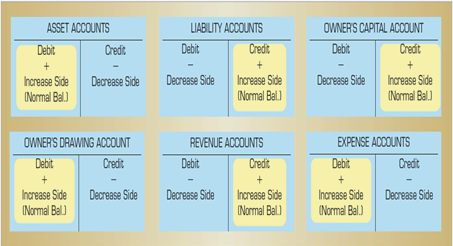 ASSET ACCOUNTS
Debit Credit
+ –
Increase Side Decrease Side
(Normal Bal.)
LIABILITY ACCOUNTS
Debit Credit
– +
Decrease Side Increase Side
(Normal Bal.)
OWNER'S CAPITAL ACCOUNT
Debit Credit
– +
Decrease Side Increase Side
(Normal Bal.)
OWNER'S DRAWING ACCOUNT
Debit Credit
+ –
Increase Side Decrease Side
(Normal Bal.)
REVENUE ACCOUNTS
Debit Credit
– +
Decrease Side Increase Side
(Normal Bal.)
EXPENSE ACCOUNTS
Debit Credit
+ –
Increase Side Decrease Side
(Normal Bal.)